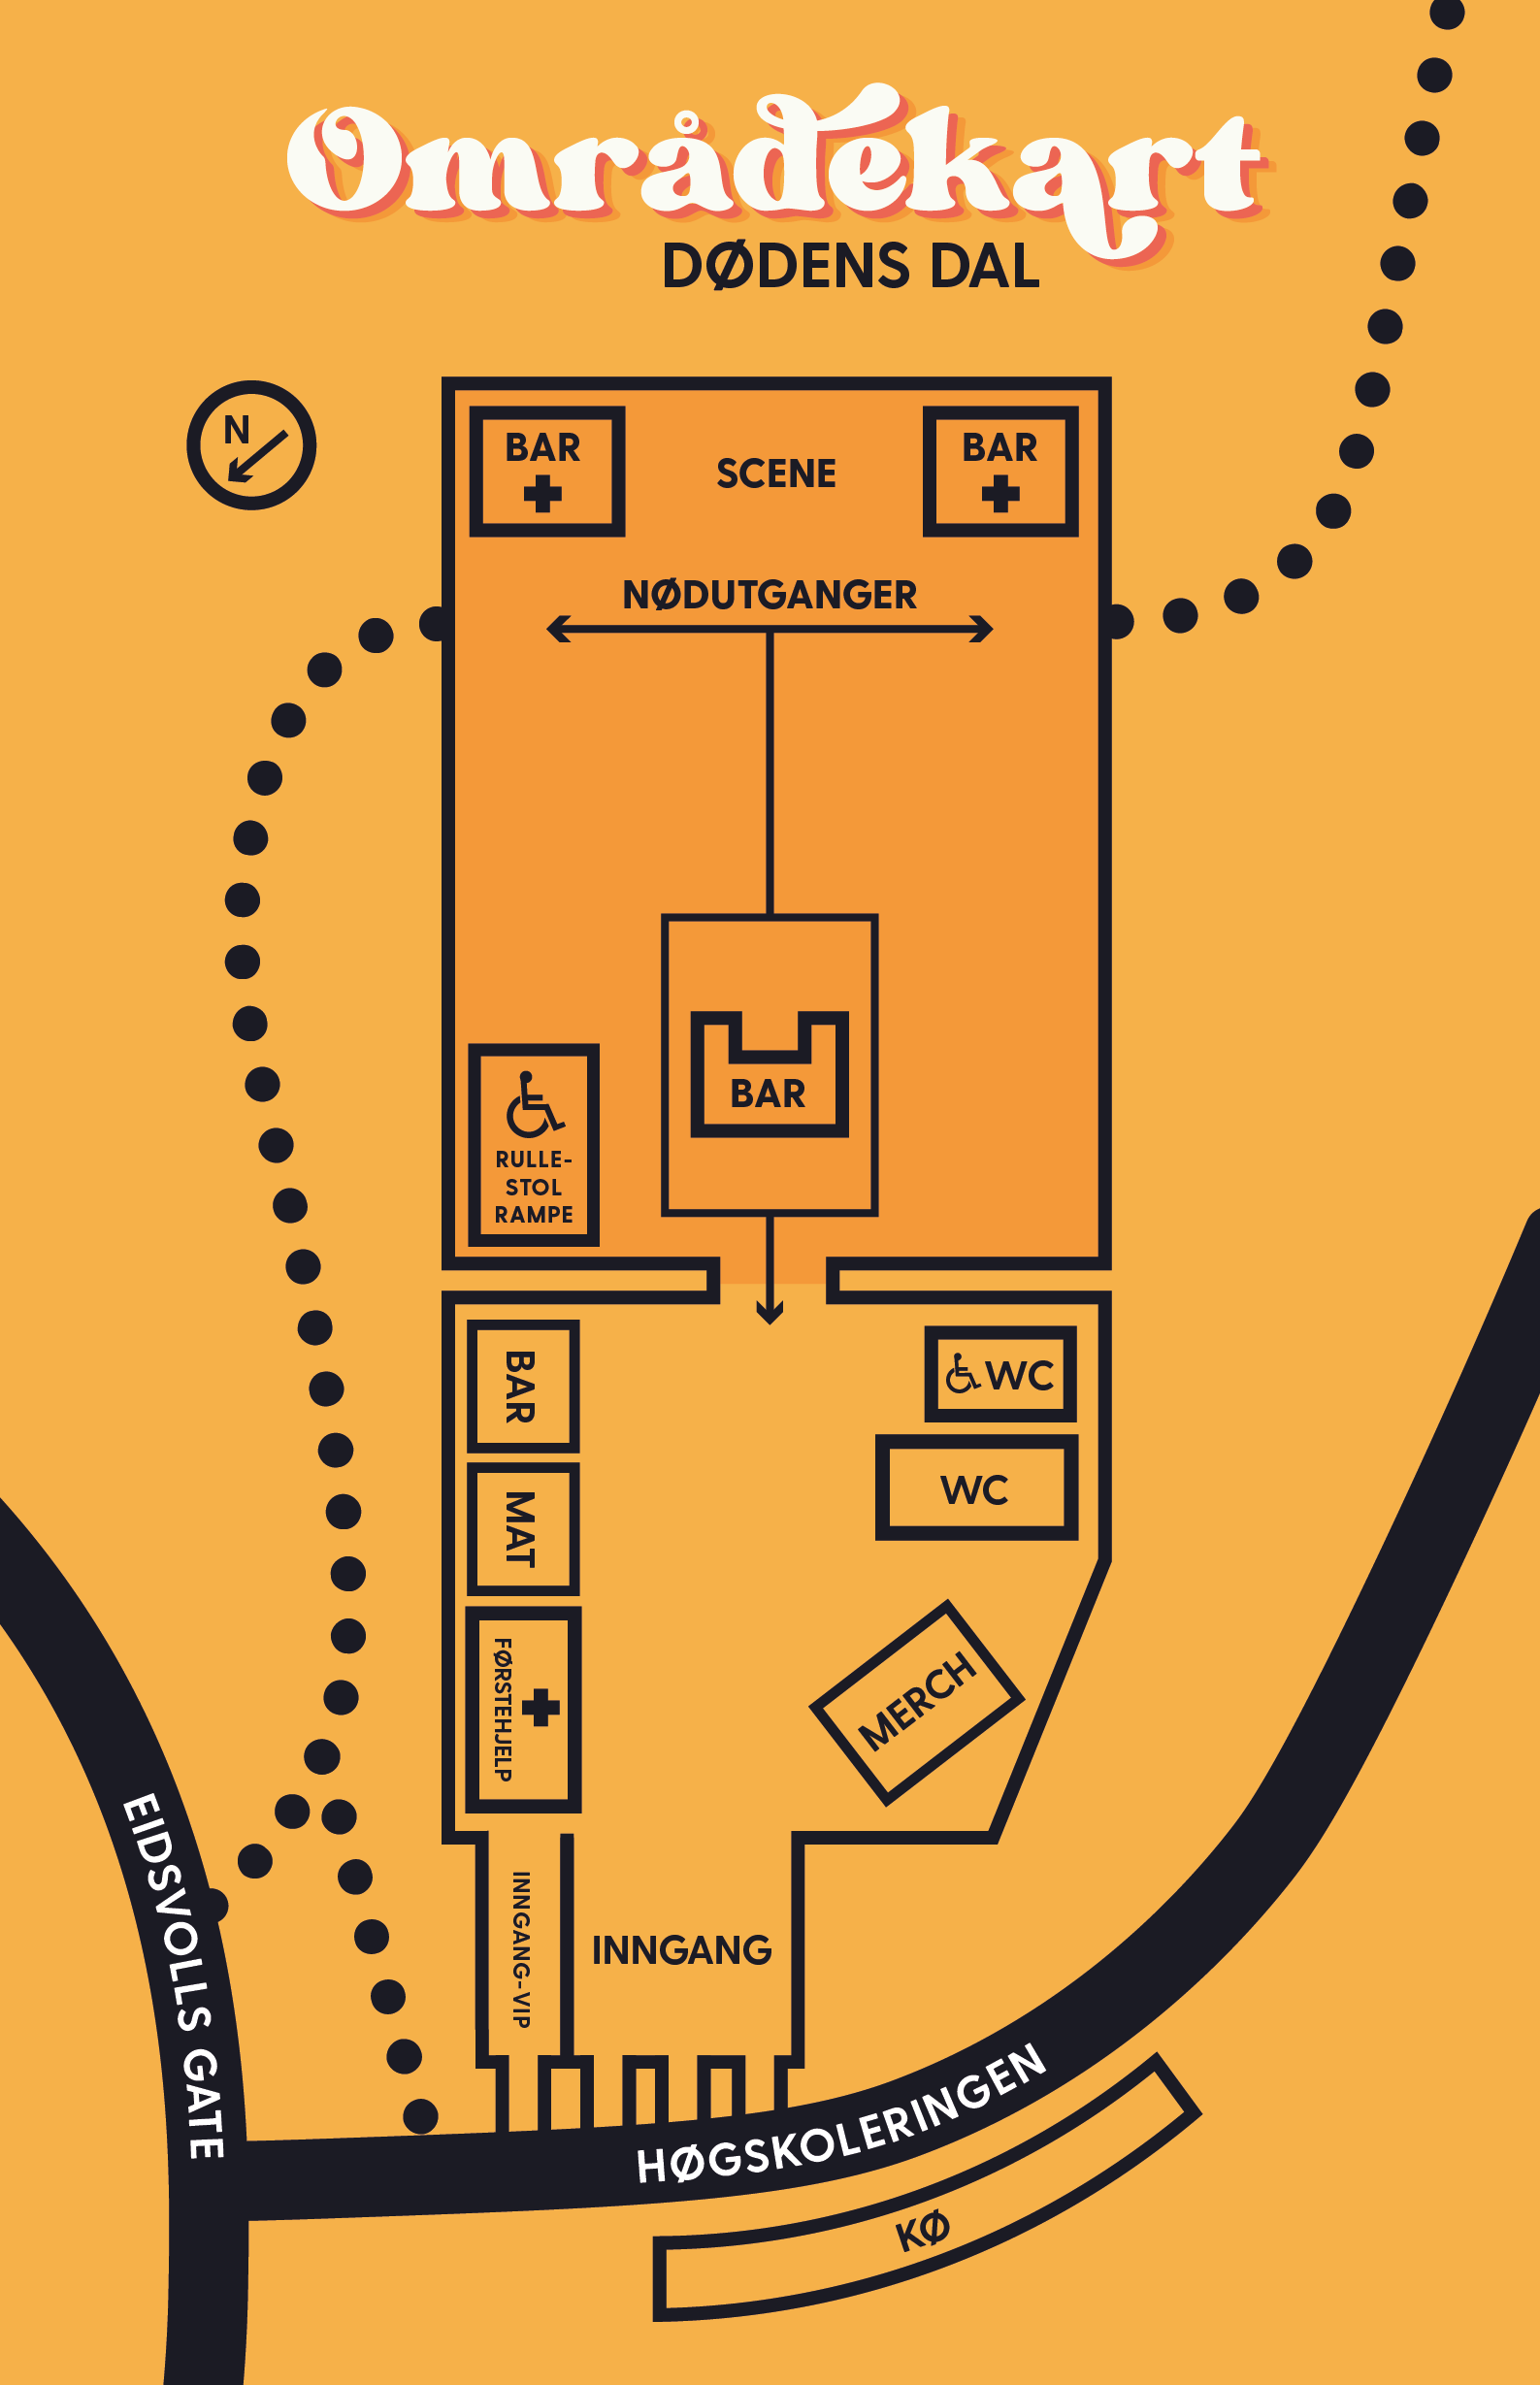 Områdekart
DØDENS DAL
N
BAR
SCENE
BAR
NØDUTGANGER
BAR
RULLE-
STOL
RAMPE
BAR
WC
MAT
WC
FØRSTEHJELP
MERCH
EIDSVOLLS GATE
INNGANG-VIP
INNGANG
HØGSKOLERINGEN
KØ